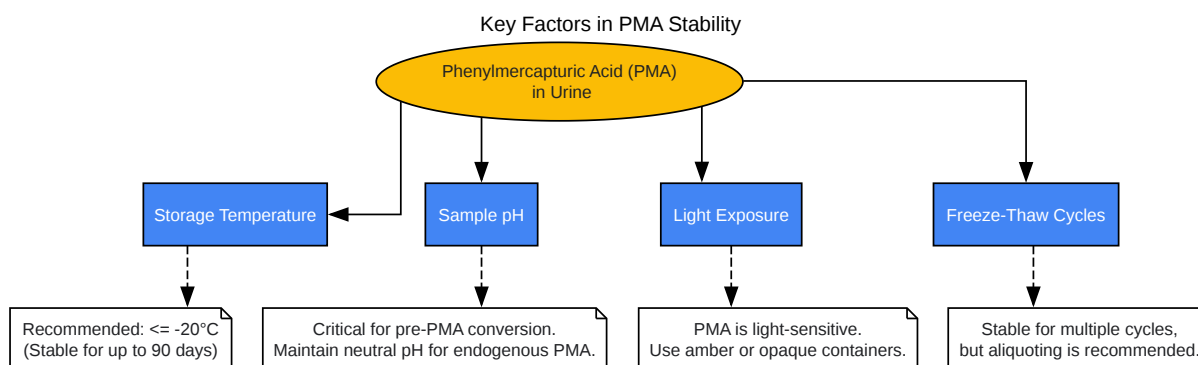 Key Factors in PMA Stability
Phenylmercapturic Acid (PMA)
in Urine
Storage Temperature
Sample pH
Light Exposure
Freeze-Thaw Cycles
Recommended: <= -20°C
(Stable for up to 90 days)
Critical for pre-PMA conversion.
Maintain neutral pH for endogenous PMA.
PMA is light-sensitive.
Use amber or opaque containers.
Stable for multiple cycles,
but aliquoting is recommended.